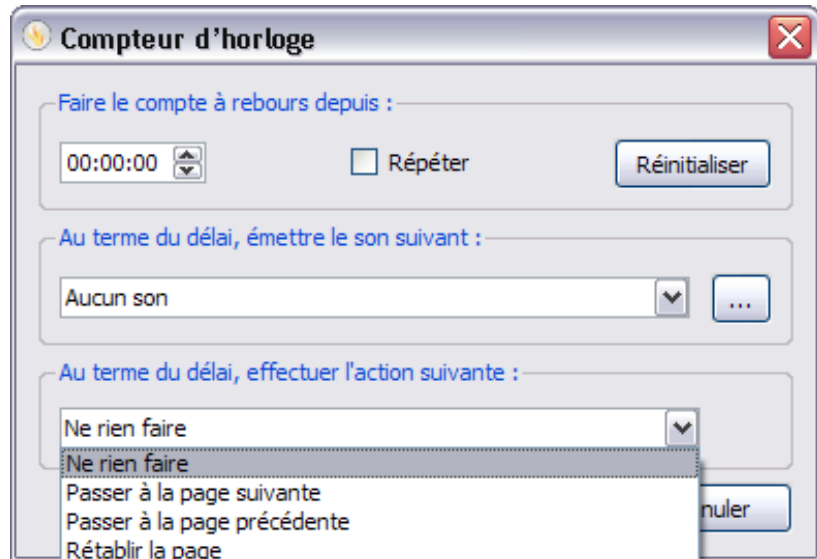 Compteur d'horloge
Faire le compte à rebours depuis :
00:00:00 Répéter Réinitialiser
Au terme du délai, émettre le son suivant :
Aucun son ...
Au terme du délai, effectuer l'action suivante :
Ne rien faire
Ne rien faire
Passer à la page suivante
nuler
Passer à la page précédente
Rétablir la page